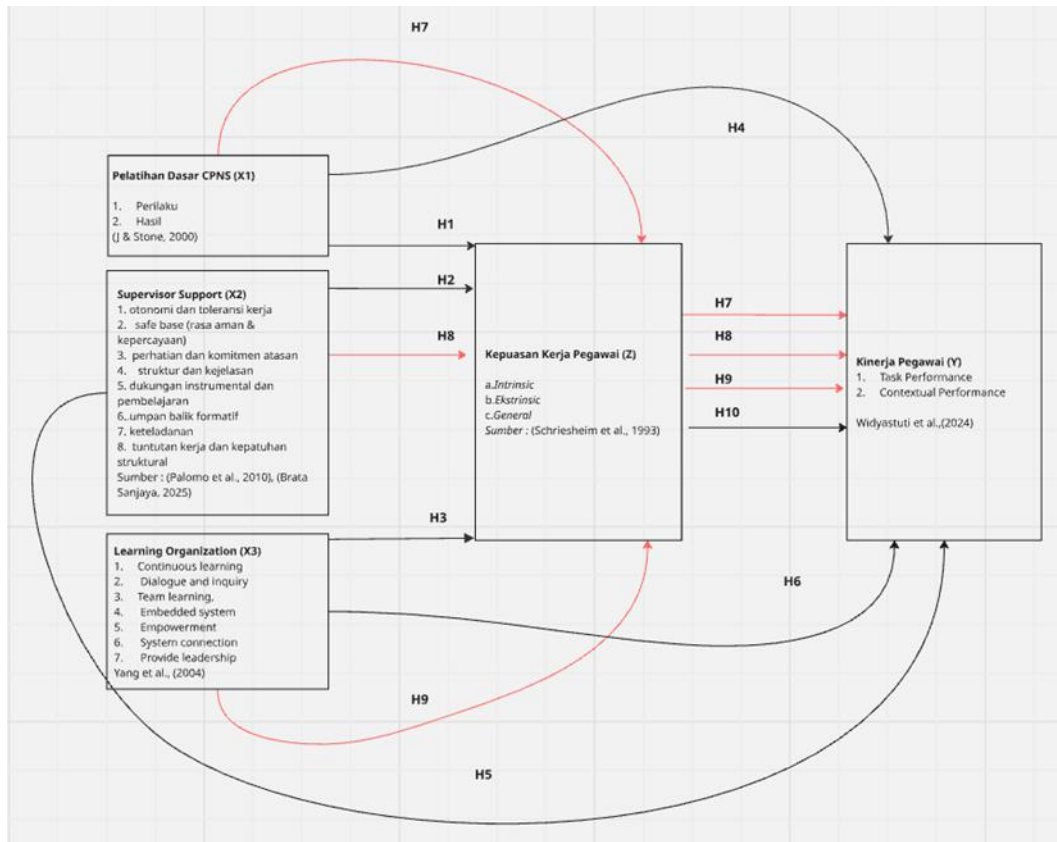 H7
H4
Pelatihan Dasar CPNS (X1)
1. Perilaku
2. Hasil
(J & Stone, 2000)
H1
H2
H8
Supervisor Support (X2)
1. otonomi dan toleransi kerja
2. safe base (rasa aman &
kepercayaan)
3. perhatian dan komitmen atasan
4. struktur dan kejelasan
5. dukungan instrumental dan
pembelajaran
6..umpan balik formatif
7. keteladanan
8. tuntutan kerja dan kepatuhan
struktural
Sumber : (Palomo et al., 2010), (Brata
Sanjaya, 2025)
H3
Learning Organization (X3)
1. Continuous learning
2. Dialogue and inquiry
3. Team learning,
4. Embedded system
5. Empowerment
6. System connection
7. Provide leadership
Yang et al., (2004)
Kepuasan Kerja Pegawai (Z)
a.Intrinsic
b.Ekstrinsic
c.General
Sumber : (Schriesheim et al., 1993)
H7
H8
H9
H10
Kinerja Pegawai (Y)
1. Task Performance
2. Contextual Performance
Widyastuti et al.,(2024)
H6
H9
H5